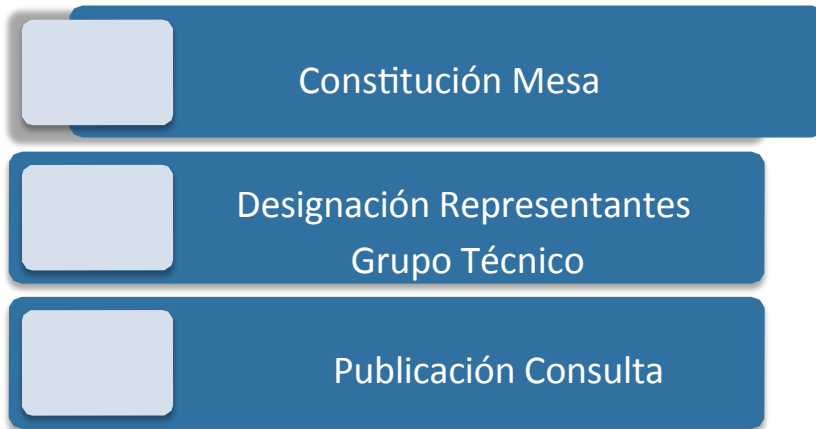 Constitución Mesa
Designación Representantes
Grupo Técnico
Publicación Consulta